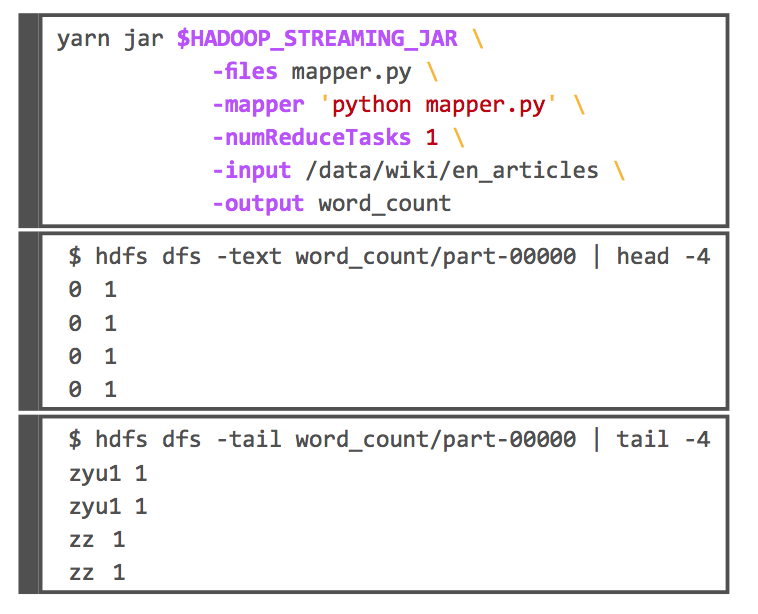 yarn jar $HADOOP_STREAMING_JAR \
-files mapper.py \
-mapper 'python mapper.py' \
-numReduceTasks 1 \
-input /data/wiki/en_articles \
-output word_count
$ hdfs dfs -text word_count/part-00000 | head -4
0 1
0 1
0 1
0 1
$ hdfs dfs -tail word_count/part-00000 | tail -4
zyu1 1
zyu1 1
zz 1
zz 1